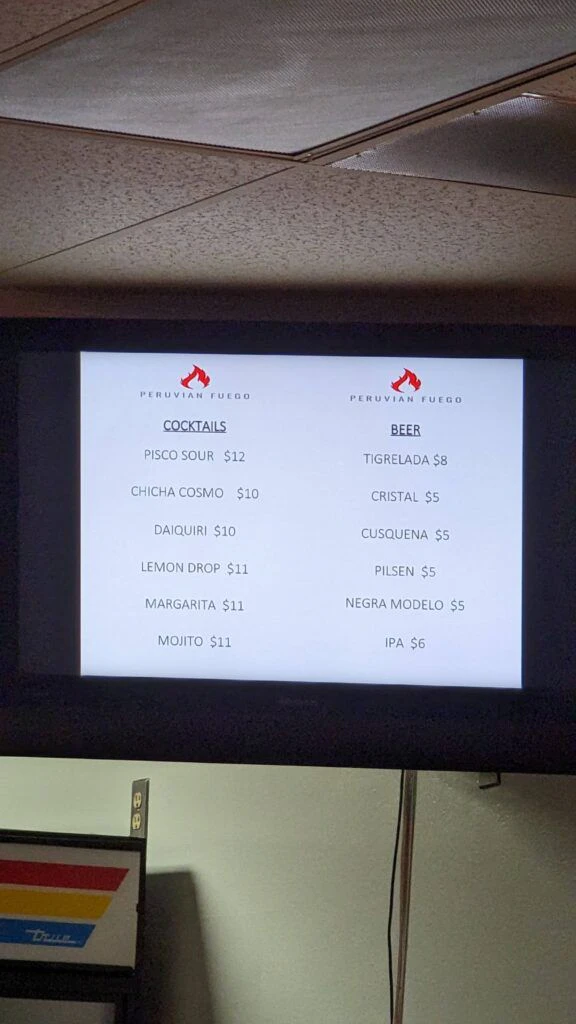 PERUVIAN FUEGO
COCKTAILS
PISCO SOUR $12
CHICHA COSMO $10
DAIQUIRI $10
LEMON DROP $11
MARGARITA $11
MOJITO $11
PERUVIAN FUEGO
BEER
TIGRELADA $8
CRISTAL $5
CUSQUENA $5
PILSEN $5
NEGRA MODELO $5
IPA $6
true